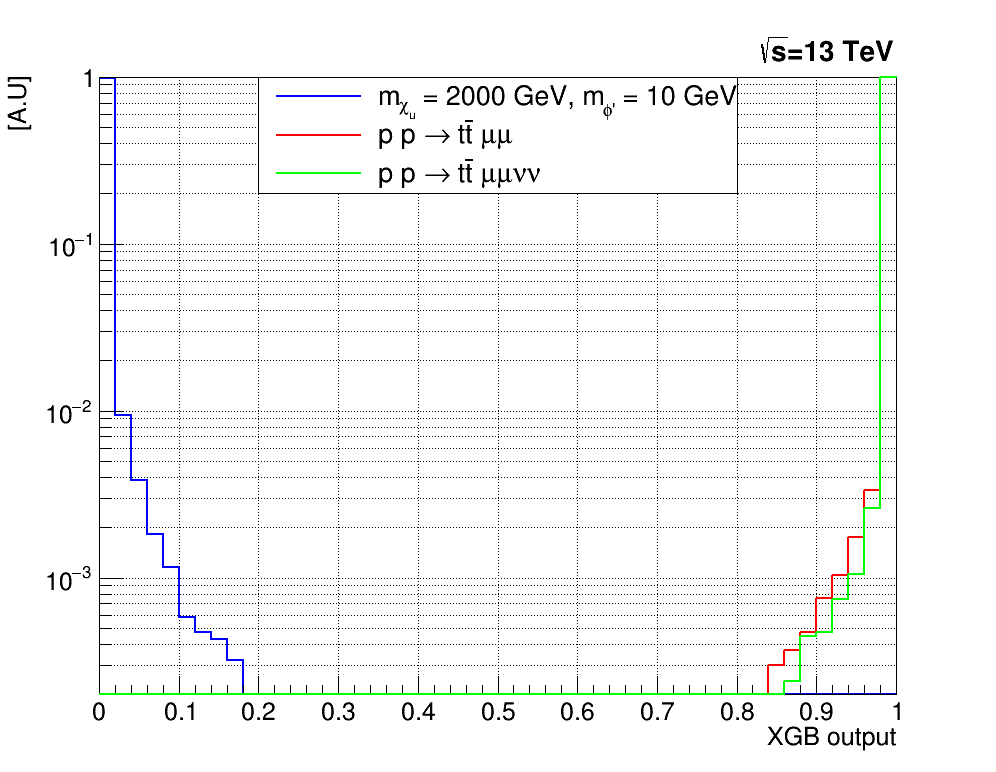 √s=13 TeV
[A.U]
m_χ_u = 2000 GeV, m_ϕ' = 10 GeV
p p → tt̄ μμ
p p → tt̄ μμνν
1
10⁻¹
10⁻²
10⁻³
0 0.1 0.2 0.3 0.4 0.5 0.6 0.7 0.8 0.9 1
XGB output